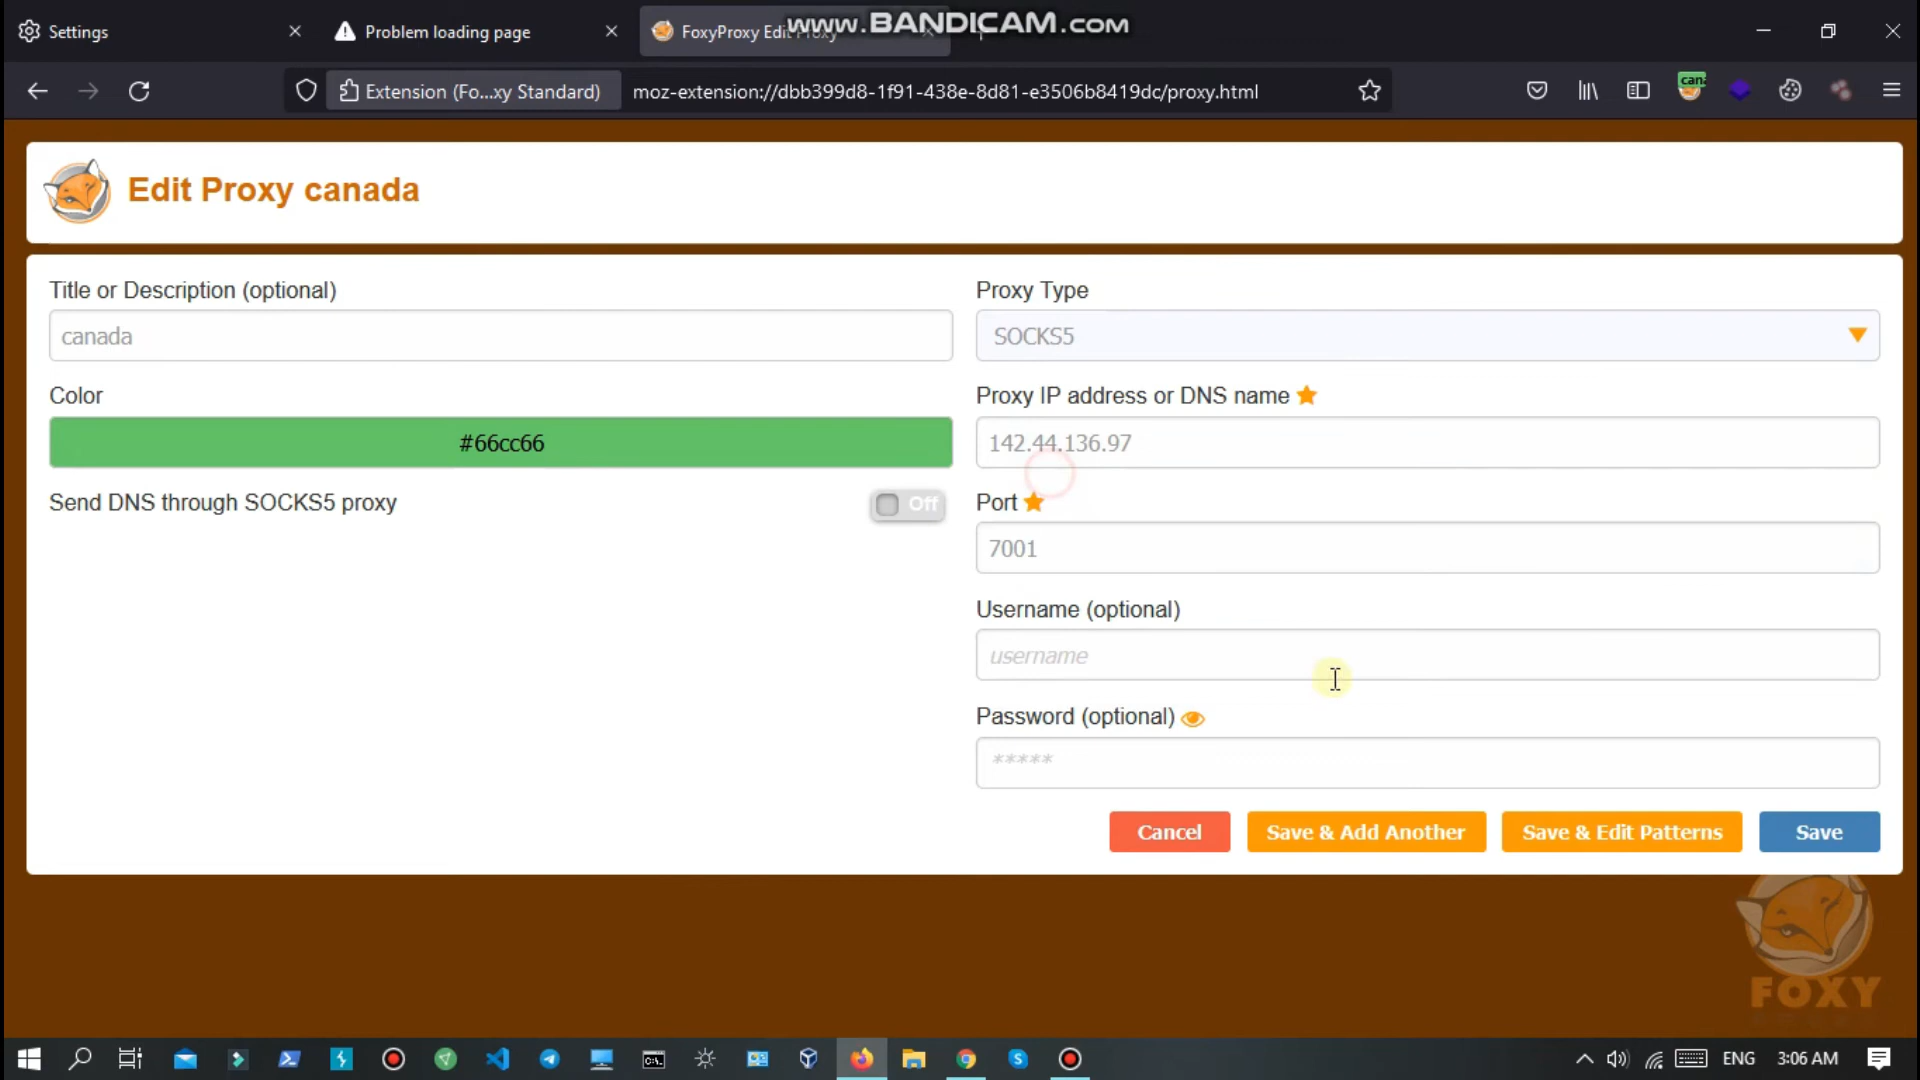 Settings
Problem loading page
FoxyProxy Edit Proxy
www.BANDICAM.com
Extension (Fo...xy Standard)
moz-extension://dbb399d8-1f91-438e-8d81-e3506b8419dc/proxy.html
Edit Proxy canada
Title or Description (optional)
canada
Color
#66cc66
Send DNS through SOCKS5 proxy
Off
Proxy Type
SOCKS5
Proxy IP address or DNS name
142.44.136.97
Port
7001
Username (optional)
username
Password (optional)
*****
Cancel
Save & Add Another
Save & Edit Patterns
Save
FOXY
ENG
3:06 AM